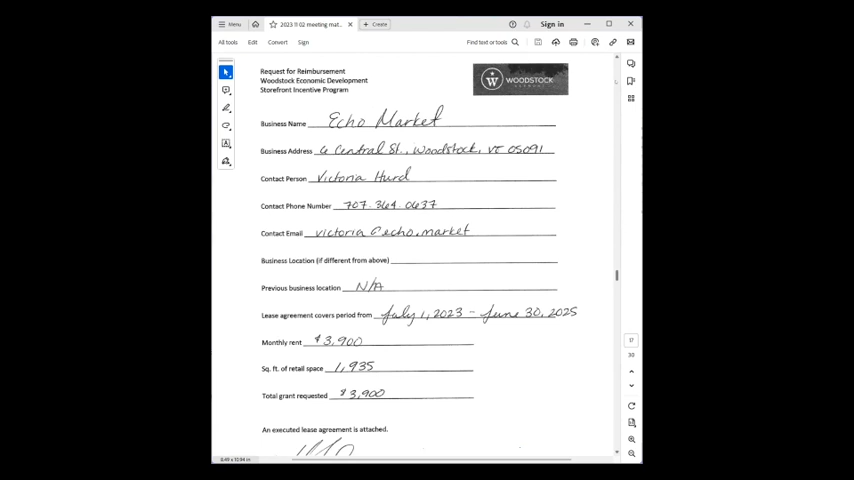 Menu
2023 11 02 meeting mat...
Create
Sign in
All tools
Edit
Convert
Sign
Find text or tools
Request for Reimbursement
Woodstock Economic Development
Storefront Incentive Program
W WOODSTOCK
Business Name Echo Market
Business Address 6 Central St., Woodstock, VT 05091
Contact Person Victoria Hurd
Contact Phone Number 707.364.0637
Contact Email victoria@echo.market
Business Location (if different from above)
Previous business location N/A
Lease agreement covers period from July 1, 2023 - June 30, 2025
Monthly rent $3,900
Sq. ft. of retail space 1,935
Total grant requested $3,900
An executed lease agreement is attached.
17
30
8.49 x 10.94 in